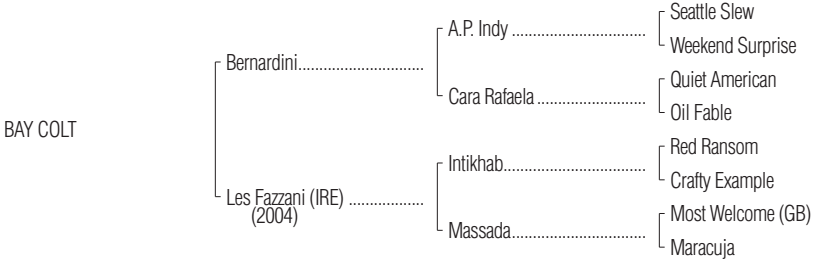 Seattle Slew
A.P. Indy ................................
Weekend Surprise
Bernardini..............................
Quiet American
Cara Rafaela ..........................
Oil Fable
BAY COLT
Red Ransom
Intikhab..................................
Crafty Example
Les Fazzani (IRE) ..................
(2004)
Most Welcome (GB)
Massada................................
Maracuja